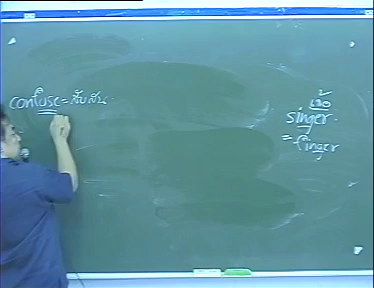 confuse = สับสน
singer
= finger